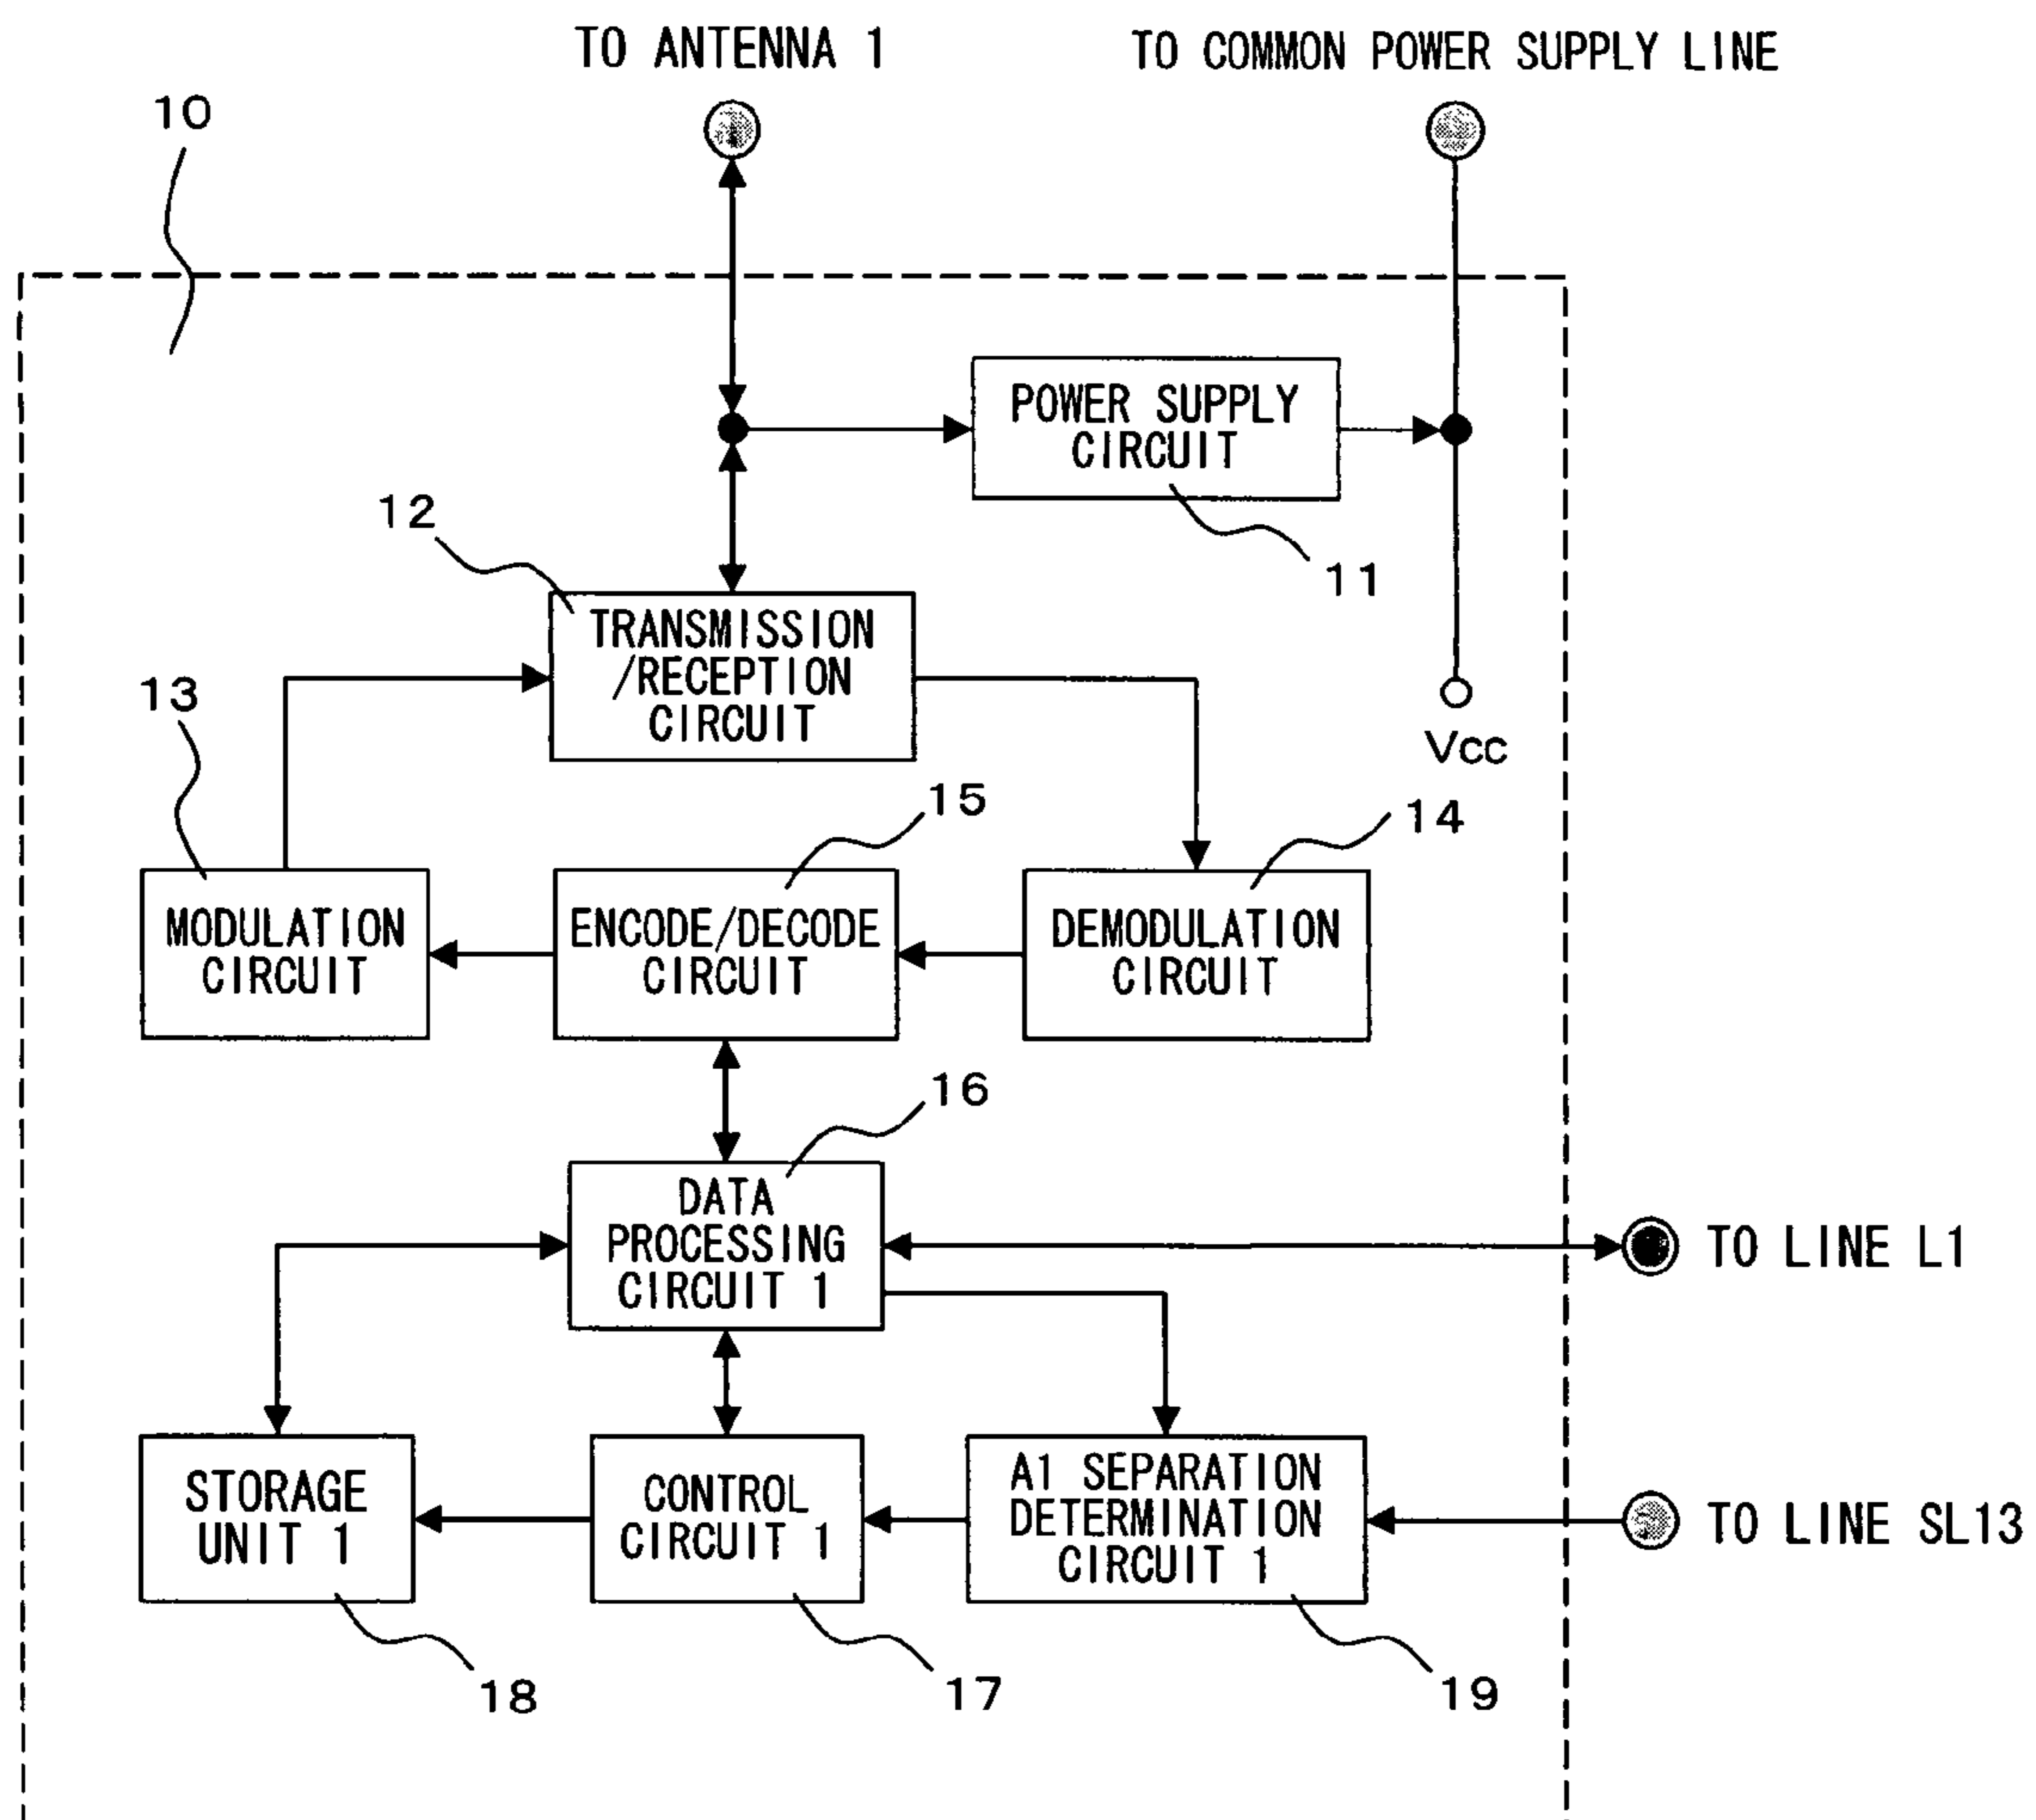 TO ANTENNA 1
TO COMMON POWER SUPPLY LINE
10
POWER SUPPLY
CIRCUIT
11
12
TRANSMISSION
/RECEPTION
CIRCUIT
13
Vcc
15
14
MODULATION
CIRCUIT
ENCODE/DECODE
CIRCUIT
DEMODULATION
CIRCUIT
16
DATA
PROCESSING
CIRCUIT 1
TO LINE L1
STORAGE
UNIT 1
CONTROL
CIRCUIT 1
A1 SEPARATION
DETERMINATION
CIRCUIT 1
TO LINE SL13
18
17
19